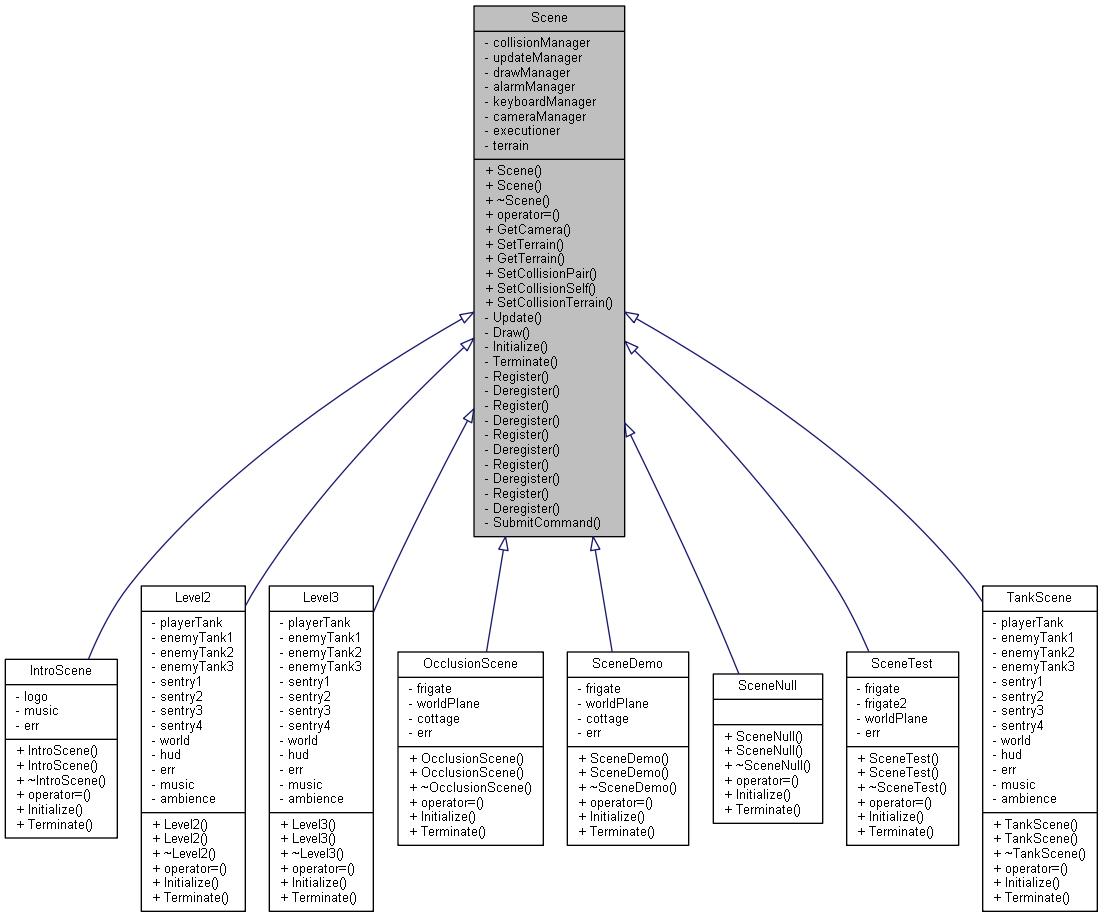 Scene
- collisionManager
- updateManager
- drawManager
- alarmManager
- keyboardManager
- cameraManager
- executioner
- terrain
+ Scene()
+ Scene()
+ ~Scene()
+ operator=()
+ GetCamera()
+ SetTerrain()
+ GetTerrain()
+ SetCollisionPair()
+ SetCollisionSelf()
+ SetCollisionTerrain()
- Update()
- Draw()
- Initialize()
- Terminate()
- Register()
- Deregister()
- Register()
- Deregister()
- Register()
- Deregister()
- Register()
- Deregister()
- Register()
- Deregister()
- SubmitCommand()
IntroScene
- logo
- music
- err
+ IntroScene()
+ IntroScene()
+ ~IntroScene()
+ operator=()
+ Initialize()
+ Terminate()
Level2
- playerTank
- enemyTank1
- enemyTank2
- enemyTank3
- sentry1
- sentry2
- sentry3
- sentry4
- world
- hud
- err
- music
- ambience
+ Level2()
+ Level2()
+ ~Level2()
+ operator=()
+ Initialize()
+ Terminate()
Level3
- playerTank
- enemyTank1
- enemyTank2
- enemyTank3
- sentry1
- sentry2
- sentry3
- sentry4
- world
- hud
- err
- music
- ambience
+ Level3()
+ Level3()
+ ~Level3()
+ operator=()
+ Initialize()
+ Terminate()
OcclusionScene
- frigate
- worldPlane
- cottage
- err
+ OcclusionScene()
+ OcclusionScene()
+ ~OcclusionScene()
+ operator=()
+ Initialize()
+ Terminate()
SceneDemo
- frigate
- worldPlane
- cottage
- err
+ SceneDemo()
+ SceneDemo()
+ ~SceneDemo()
+ operator=()
+ Initialize()
+ Terminate()
SceneNull
+ SceneNull()
+ SceneNull()
+ ~SceneNull()
+ operator=()
+ Initialize()
+ Terminate()
SceneTest
- frigate
- frigate2
- worldPlane
- err
+ SceneTest()
+ SceneTest()
+ ~SceneTest()
+ operator=()
+ Initialize()
+ Terminate()
TankScene
- playerTank
- enemyTank1
- enemyTank2
- enemyTank3
- sentry1
- sentry2
- sentry3
- sentry4
- world
- hud
- err
- music
- ambience
+ TankScene()
+ TankScene()
+ ~TankScene()
+ operator=()
+ Initialize()
+ Terminate()